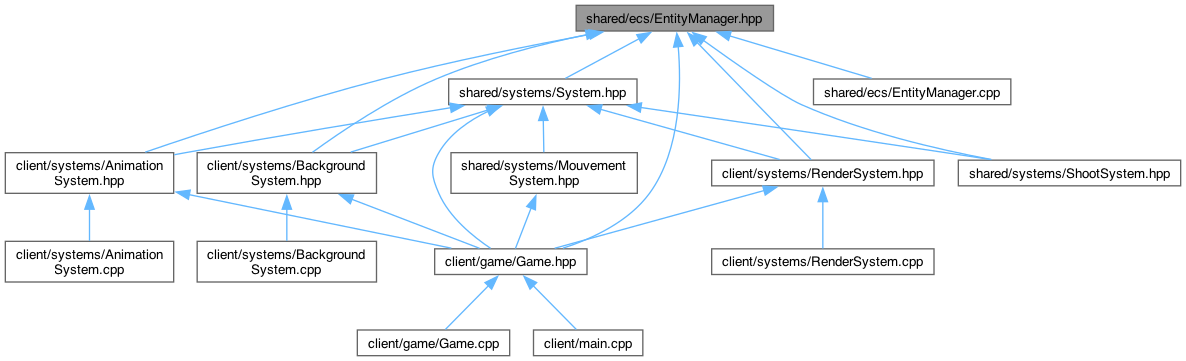 shared/ecs/EntityManager.hpp
shared/systems/System.hpp
shared/ecs/EntityManager.cpp
client/systems/Animation
System.hpp
client/systems/Background
System.hpp
shared/systems/Mouvement
System.hpp
client/systems/RenderSystem.hpp
shared/systems/ShootSystem.hpp
client/systems/Animation
System.cpp
client/systems/Background
System.cpp
client/game/Game.hpp
client/systems/RenderSystem.cpp
client/game/Game.cpp
client/main.cpp